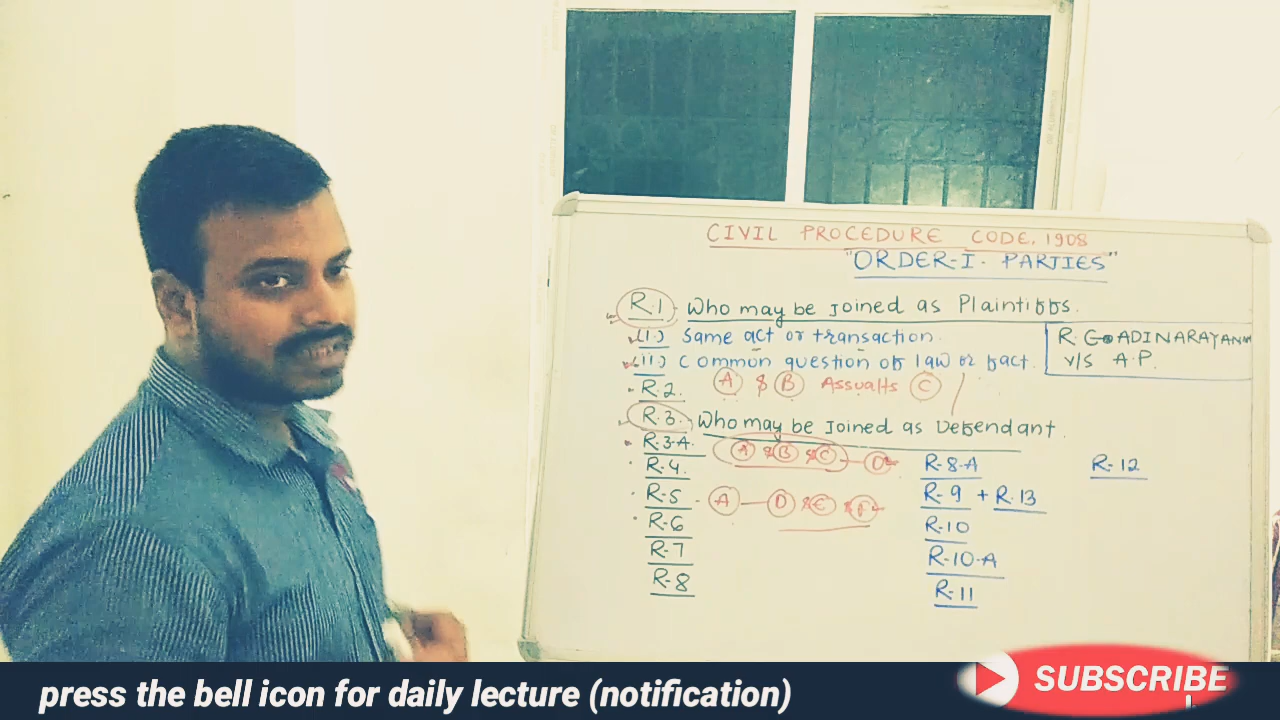 CIVIL PROCEDURE CODE, 1908
"ORDER-I. PARTIES"
R.1 Who may be Joined as Plaintiffs.
(i.) Same act or transaction.
(ii.) Common question of law or fact.
R. GOADINARAYANA
V/S A.P.
R.2. A & B Assualts C
R.3. Who may be Joined as Defendant.
R.3-A. A & B & C — D
R.4.
R.5 - A — D & E & F
R.6
R.7
R.8
R.8-A
R.9 + R.13
R.10
R.10-A
R.11
R.12
press the bell icon for daily lecture (notification)
SUBSCRIBE